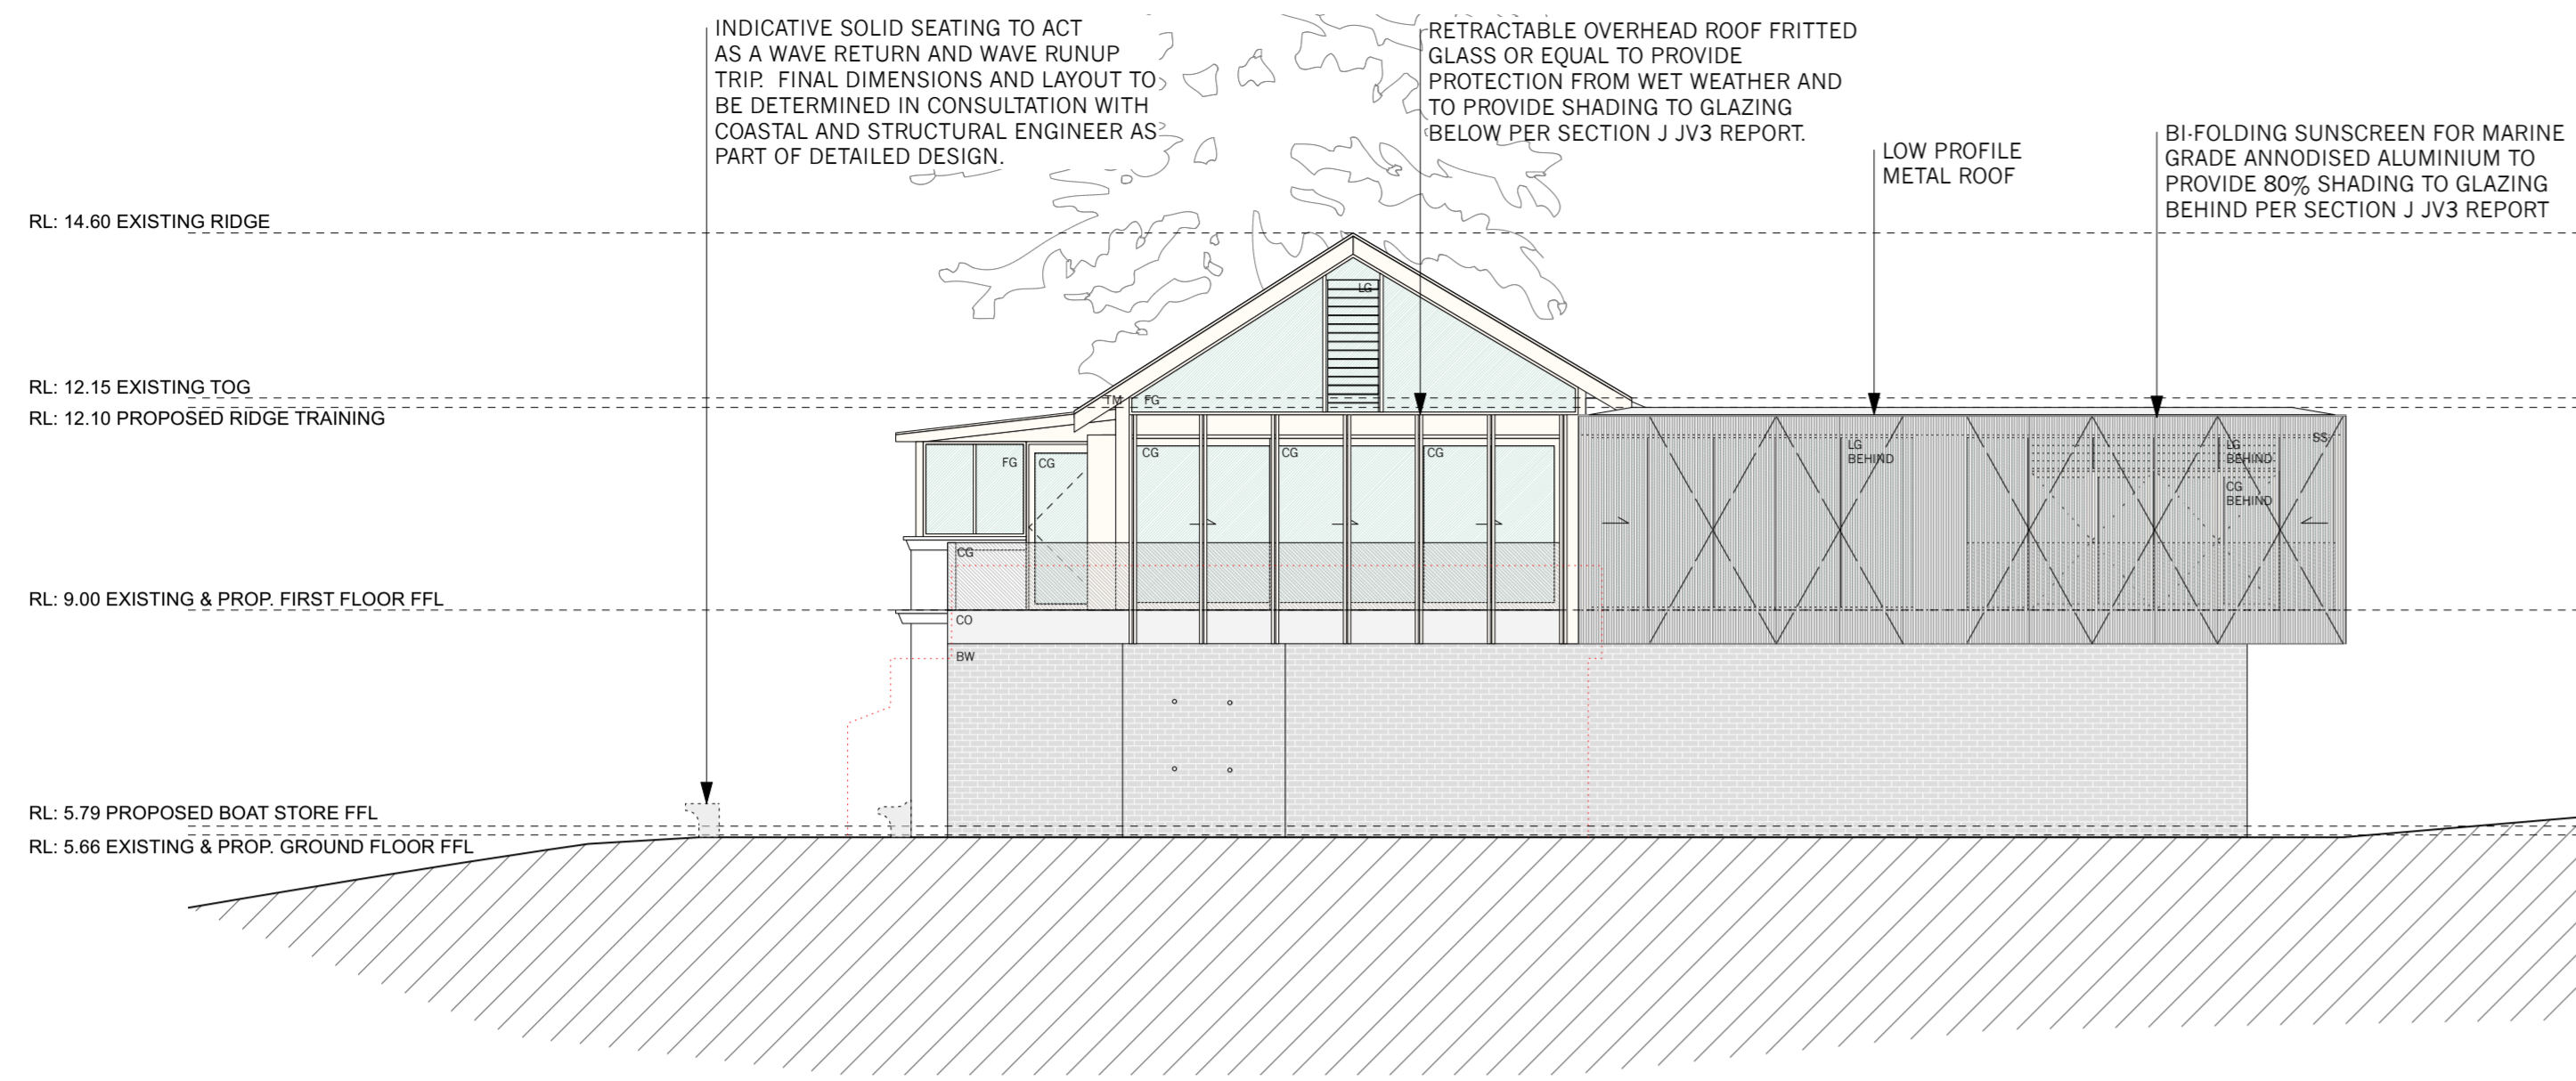 INDICATIVE SOLID SEATING TO ACT
AS A WAVE RETURN AND WAVE RUNUP
TRIP. FINAL DIMENSIONS AND LAYOUT TO
BE DETERMINED IN CONSULTATION WITH
COASTAL AND STRUCTURAL ENGINEER AS
PART OF DETAILED DESIGN.
RETRACTABLE OVERHEAD ROOF FRITTED
GLASS OR EQUAL TO PROVIDE
PROTECTION FROM WET WEATHER AND
TO PROVIDE SHADING TO GLAZING
BELOW PER SECTION J JV3 REPORT.
LOW PROFILE
METAL ROOF
BI-FOLDING SUNSCREEN FOR MARINE
GRADE ANNODISED ALUMINIUM TO
PROVIDE 80% SHADING TO GLAZING
BEHIND PER SECTION J JV3 REPORT
RL: 14.60 EXISTING RIDGE
LG
RL: 12.15 EXISTING TOG
TM
FG
RL: 12.10 PROPOSED RIDGE TRAINING
FG
CG
CG
CG
CG
LG
BEHIND
LG
BEHIND
SS
CG
BEHIND
CG
RL: 9.00 EXISTING & PROP. FIRST FLOOR FFL
CO
BW
RL: 5.79 PROPOSED BOAT STORE FFL
RL: 5.66 EXISTING & PROP. GROUND FLOOR FFL